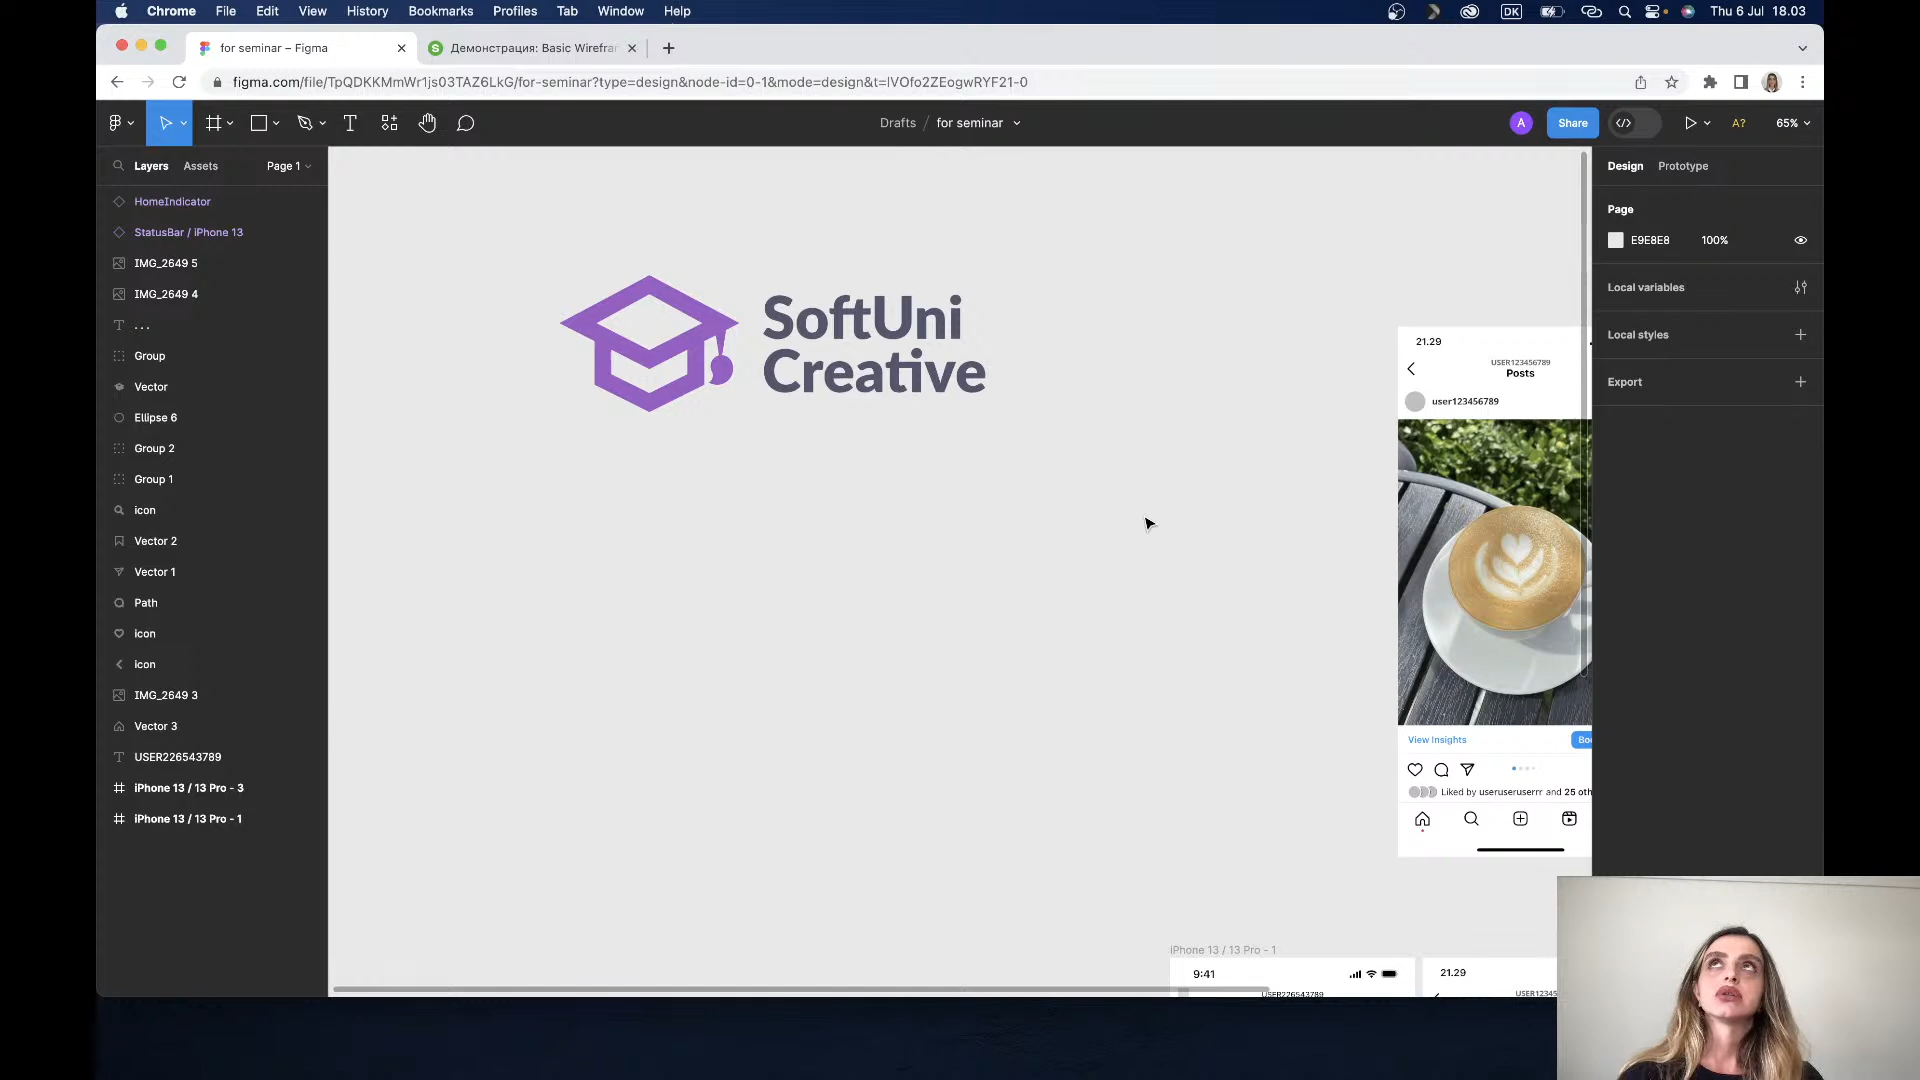 Chrome File Edit View History Bookmarks Profiles Tab Window Help
DK
Thu 6 Jul 18.03
for seminar – Figma
Демонстрация: Basic Wirefra
figma.com/file/TpQDKKMmWr1js03TAZ6LkG/for-seminar?type=design&node-id=0-1&mode=design&t=lVOfo2ZEogwRYF21-0
Drafts / for seminar
A
Share
A?
65%
Layers Assets Page 1
HomeIndicator
StatusBar / iPhone 13
IMG_2649 5
IMG_2649 4
...
Group
Vector
Ellipse 6
Group 2
Group 1
icon
Vector 2
Vector 1
Path
icon
icon
IMG_2649 3
Vector 3
USER226543789
iPhone 13 / 13 Pro - 3
iPhone 13 / 13 Pro - 1
SoftUni
Creative
21.29
USER123456789
Posts
user123456789
View Insights
Boo
Liked by useruseruserrr and 25 oth
iPhone 13 / 13 Pro - 1
9:41
USER226543789
21.29
USER12345
Design Prototype
Page
E9E8E8 100%
Local variables
Local styles
Export